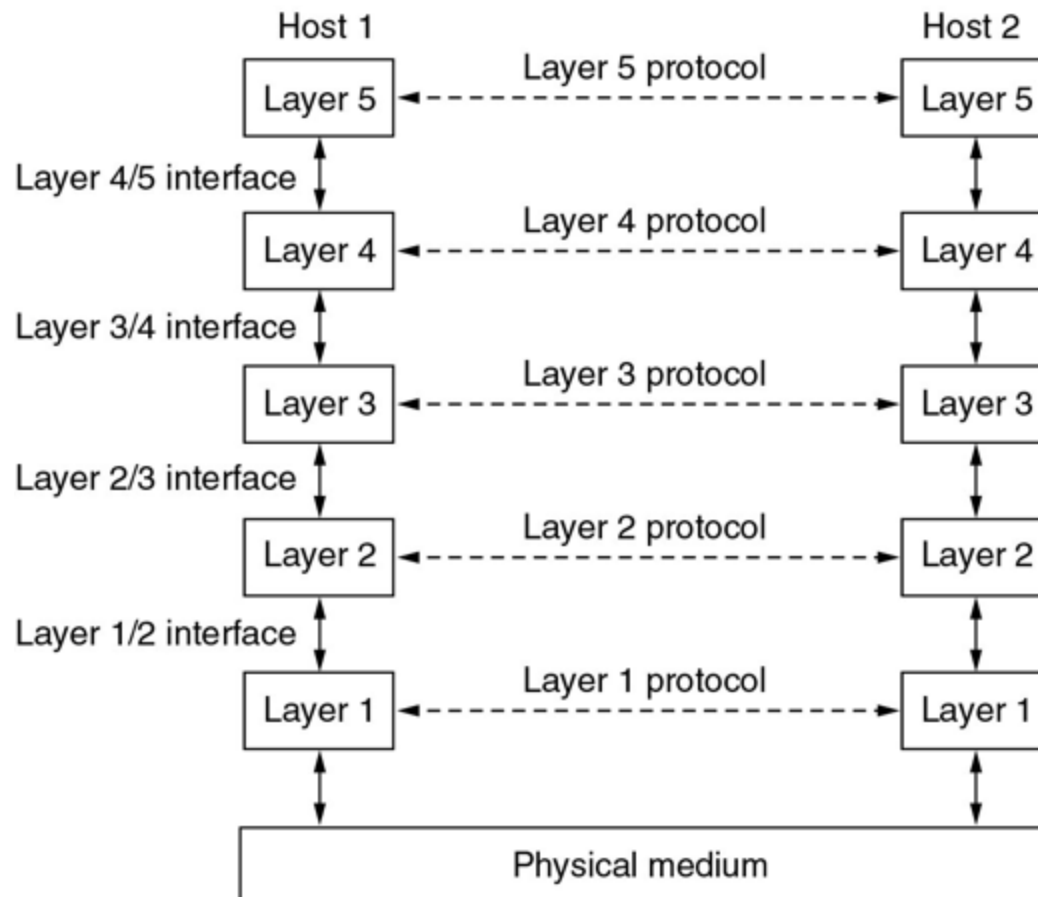 Host 1
Host 2
Layer 5 protocol
Layer 5
Layer 5
Layer 4/5 interface
Layer 4 protocol
Layer 4
Layer 4
Layer 3/4 interface
Layer 3 protocol
Layer 3
Layer 3
Layer 2/3 interface
Layer 2 protocol
Layer 2
Layer 2
Layer 1/2 interface
Layer 1 protocol
Layer 1
Layer 1
Physical medium